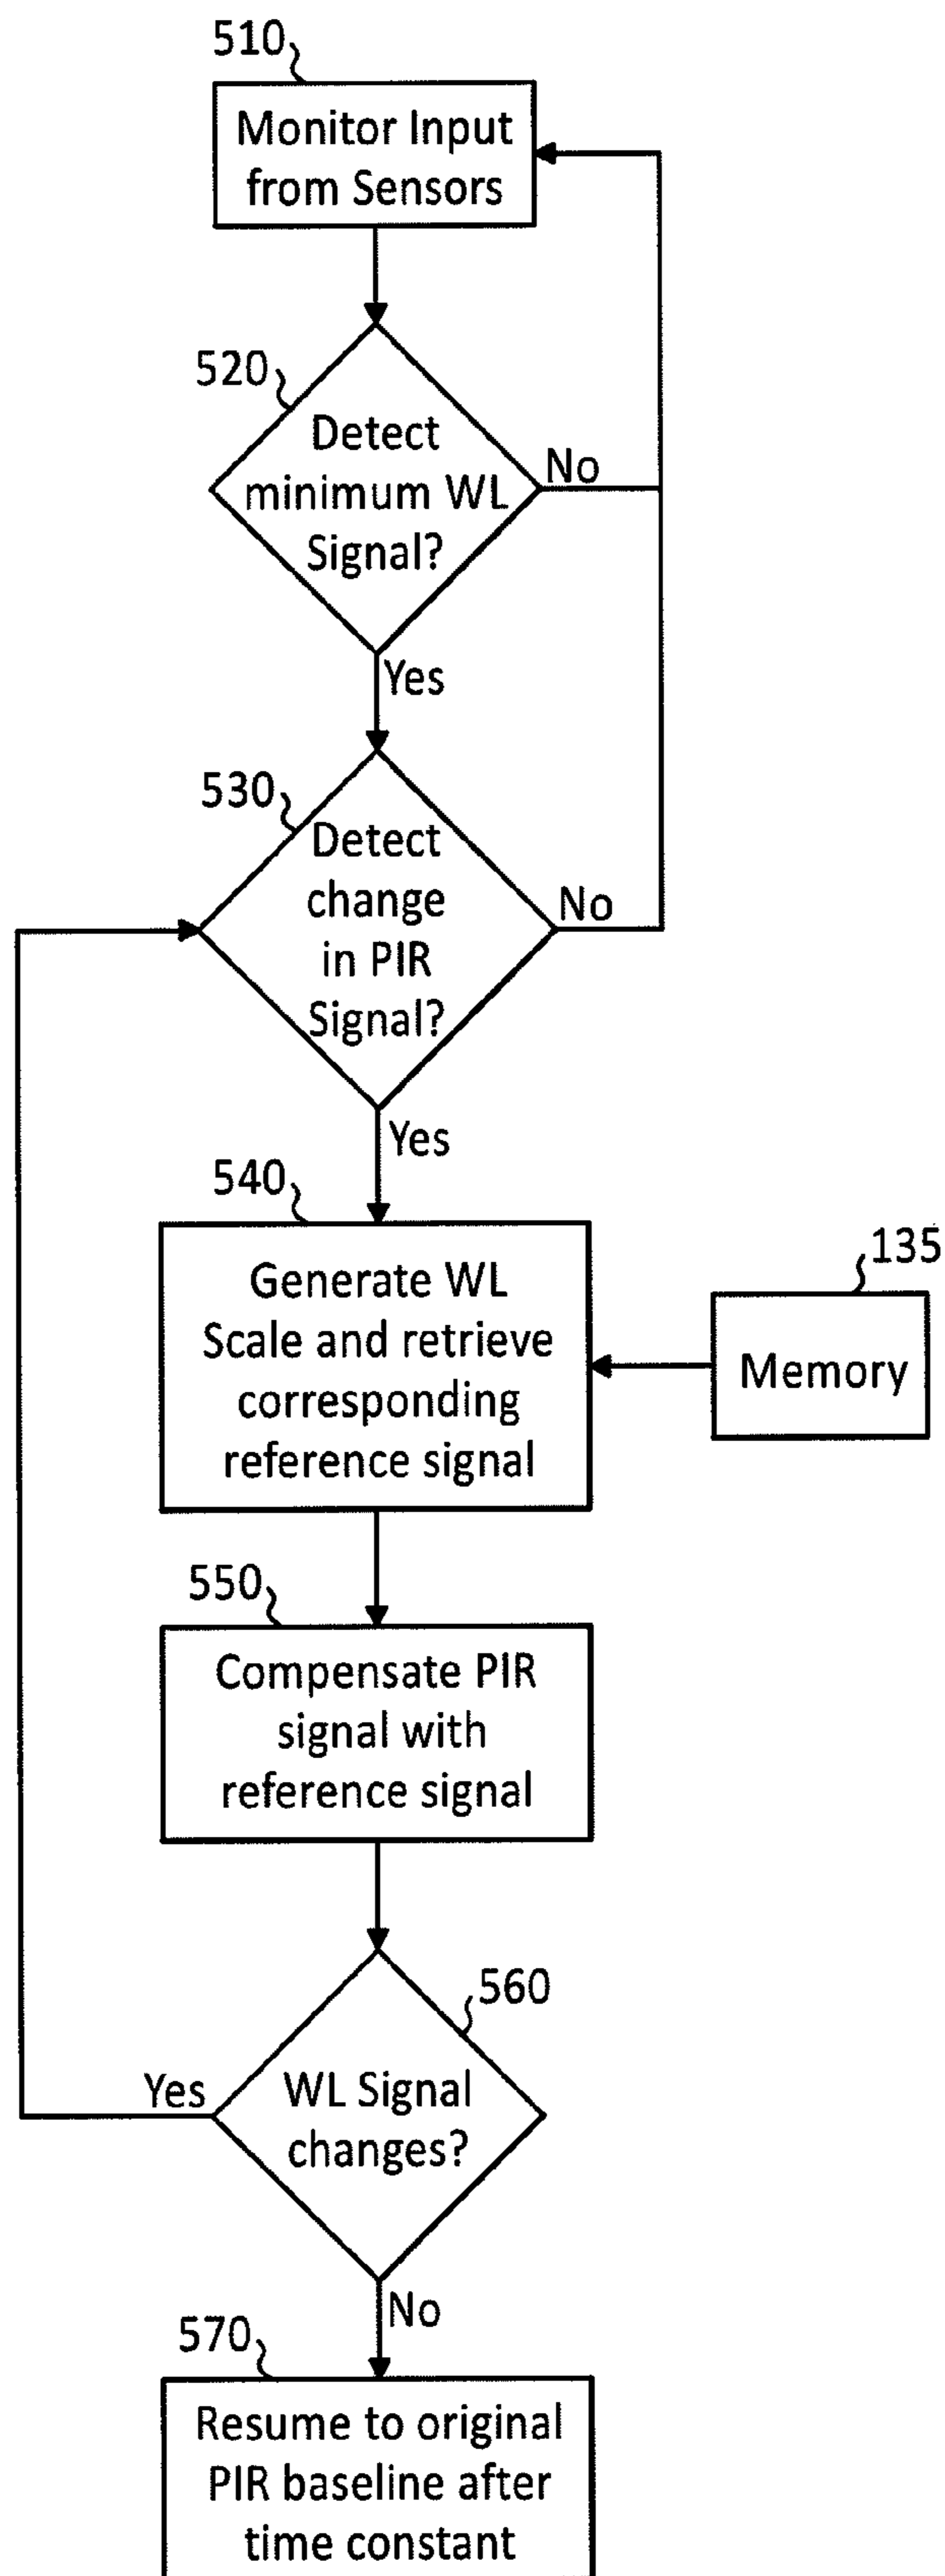 510
Monitor Input
from Sensors
520
Detect
minimum WL
Signal?
No
Yes
530
Detect
change
in PIR
Signal?
No
Yes
540
Generate WL
Scale and retrieve
corresponding
reference signal
135
Memory
550
Compensate PIR
signal with
reference signal
560
WL Signal
changes?
Yes
No
570
Resume to original
PIR baseline after
time constant